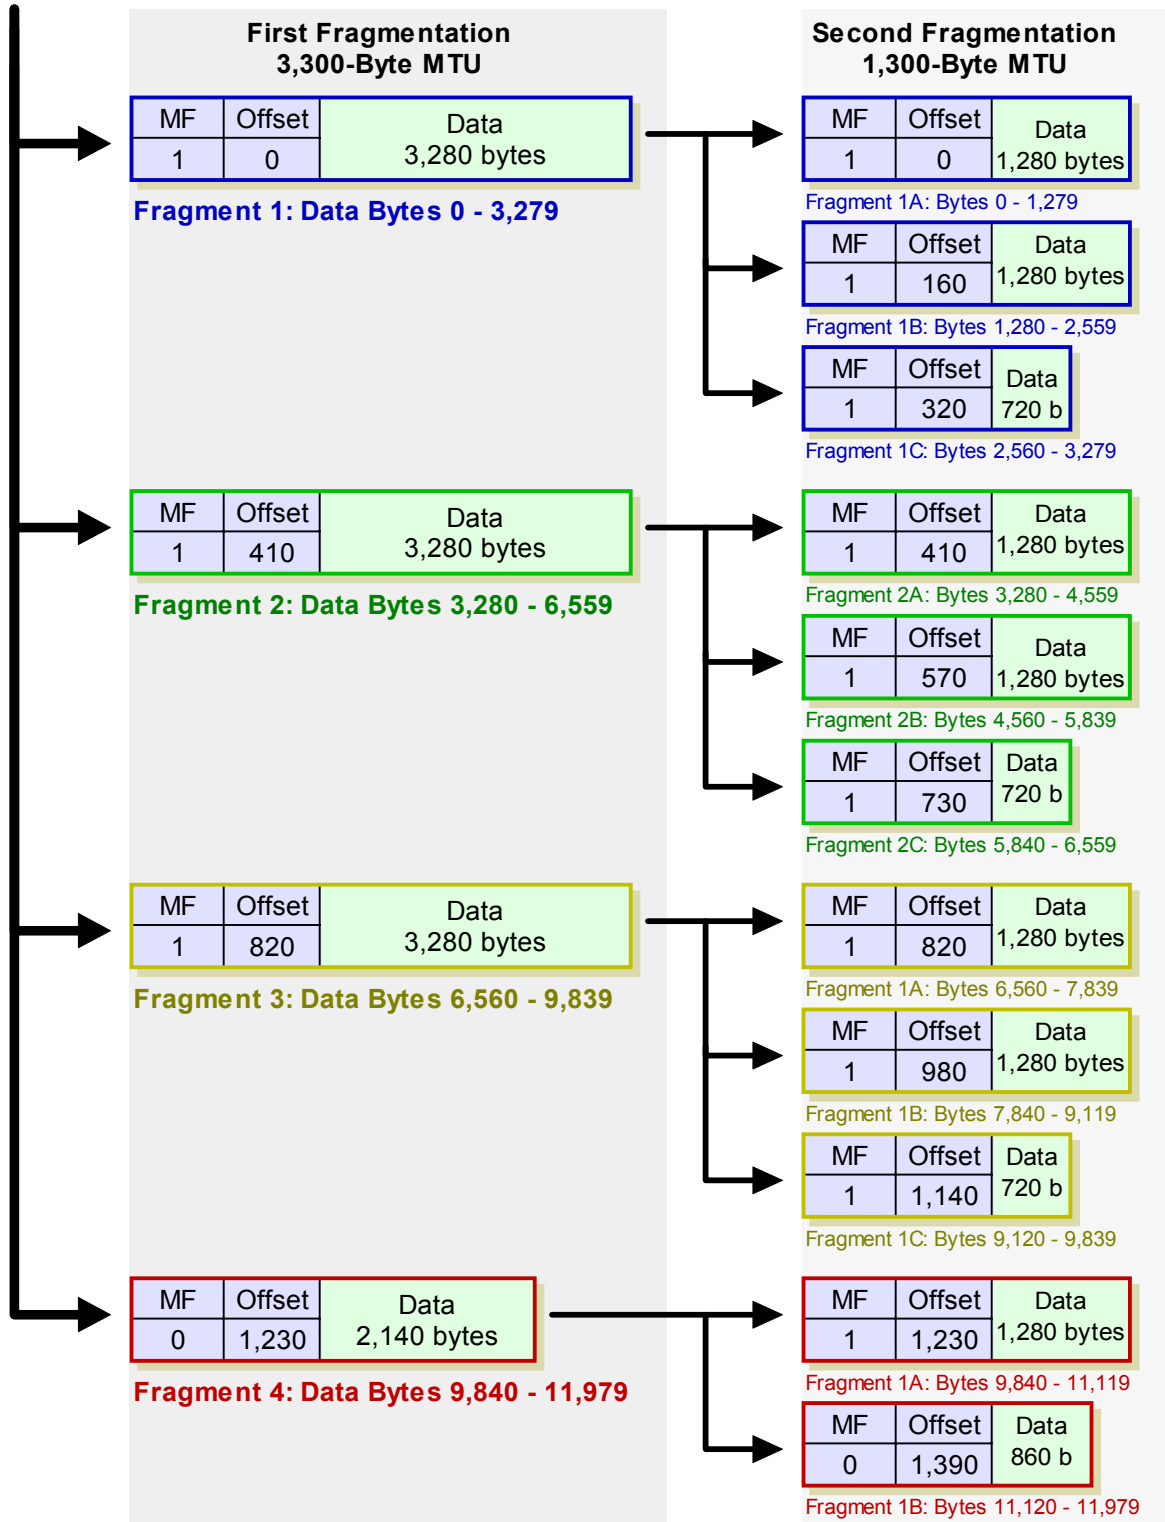 First Fragmentation
3,300-Byte MTU
Second Fragmentation
1,300-Byte MTU
MF Offset Data
1 0 3,280 bytes
Fragment 1: Data Bytes 0 - 3,279
MF Offset Data
1 0 1,280 bytes
Fragment 1A: Bytes 0 - 1,279
MF Offset Data
1 160 1,280 bytes
Fragment 1B: Bytes 1,280 - 2,559
MF Offset Data
1 320 720 b
Fragment 1C: Bytes 2,560 - 3,279
MF Offset Data
1 410 3,280 bytes
Fragment 2: Data Bytes 3,280 - 6,559
MF Offset Data
1 410 1,280 bytes
Fragment 2A: Bytes 3,280 - 4,559
MF Offset Data
1 570 1,280 bytes
Fragment 2B: Bytes 4,560 - 5,839
MF Offset Data
1 730 720 b
Fragment 2C: Bytes 5,840 - 6,559
MF Offset Data
1 820 3,280 bytes
Fragment 3: Data Bytes 6,560 - 9,839
MF Offset Data
1 820 1,280 bytes
Fragment 1A: Bytes 6,560 - 7,839
MF Offset Data
1 980 1,280 bytes
Fragment 1B: Bytes 7,840 - 9,119
MF Offset Data
1 1,140 720 b
Fragment 1C: Bytes 9,120 - 9,839
MF Offset Data
0 1,230 2,140 bytes
Fragment 4: Data Bytes 9,840 - 11,979
MF Offset Data
1 1,230 1,280 bytes
Fragment 1A: Bytes 9,840 - 11,119
MF Offset Data
0 1,390 860 b
Fragment 1B: Bytes 11,120 - 11,979